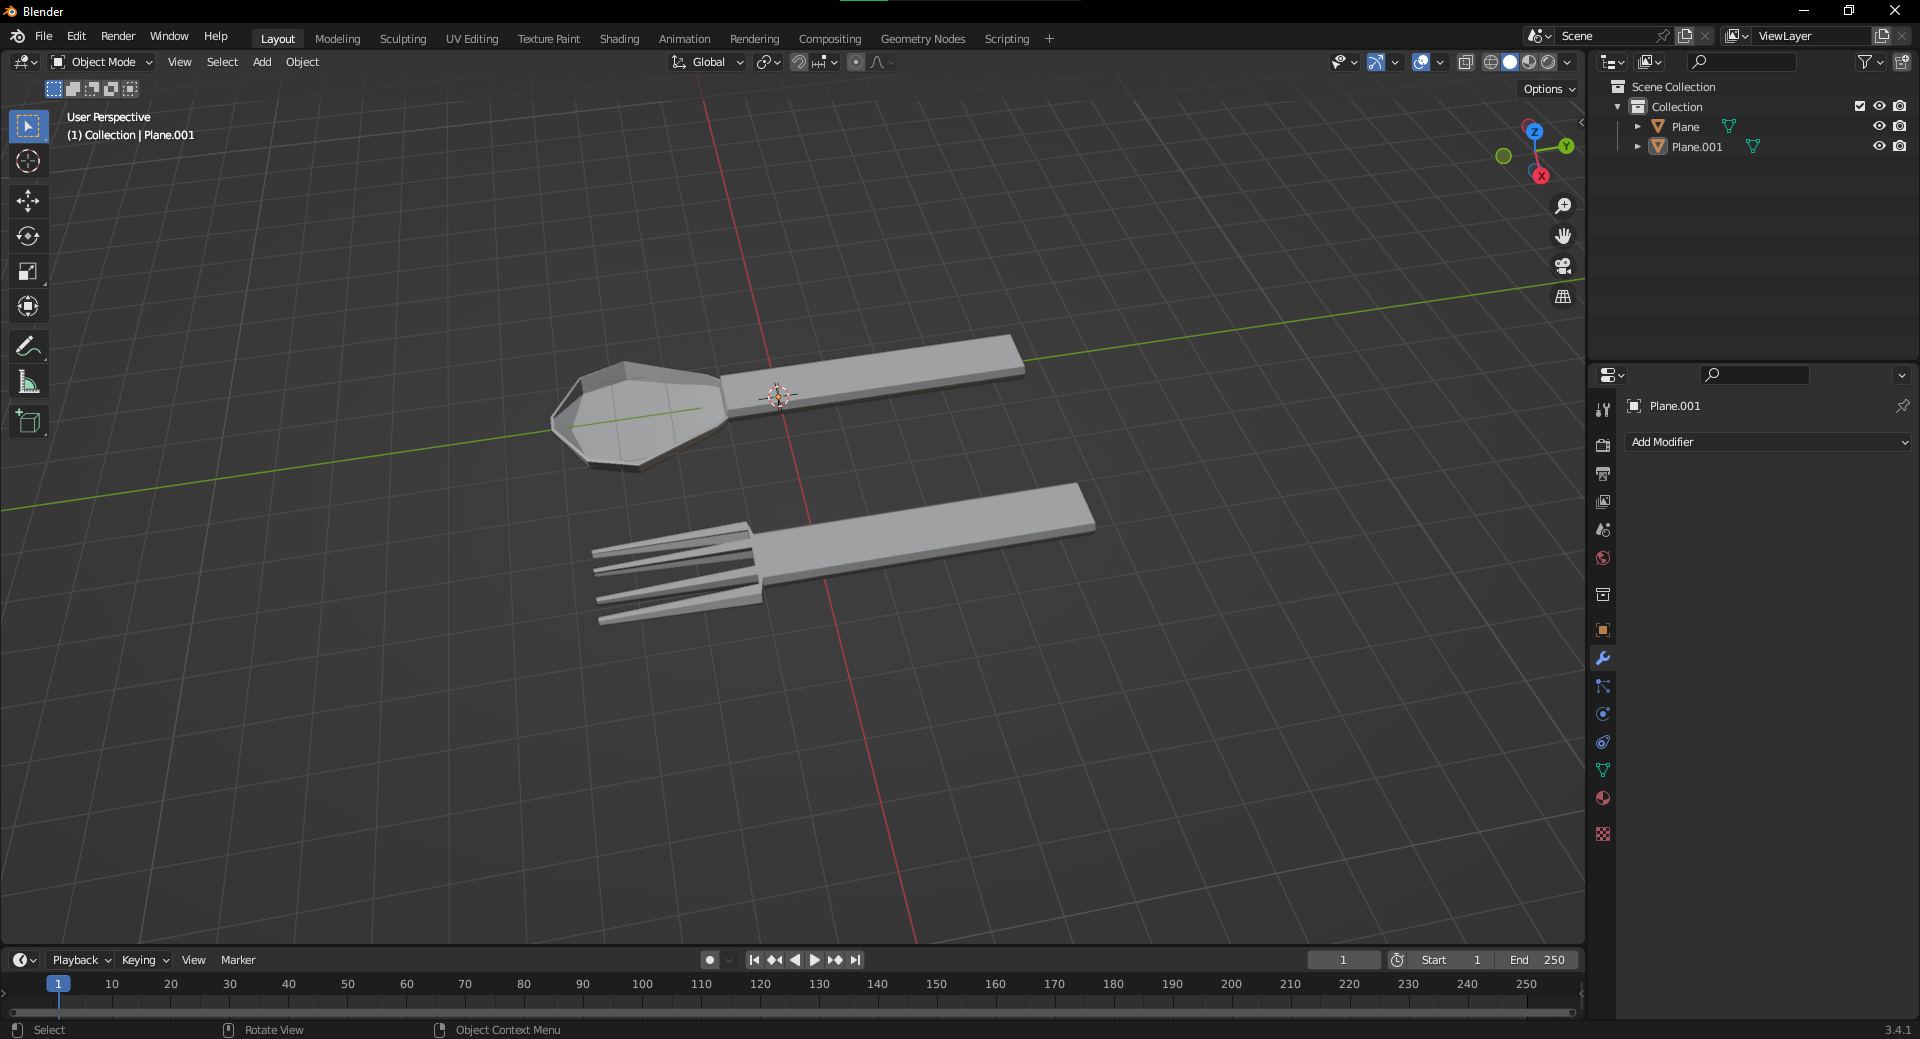 Blender
File Edit Render Window Help Layout Modeling Sculpting UV Editing Texture Paint Shading Animation Rendering Compositing Geometry Nodes Scripting + Scene ViewLayer
Object Mode View Select Add Object Global
Options
User Perspective
(1) Collection | Plane.001
Z
Y
X
Scene Collection
Collection
Plane
Plane.001
Plane.001
Add Modifier
Playback Keying View Marker 1 Start 1 End 250
1 10 20 30 40 50 60 70 80 90 100 110 120 130 140 150 160 170 180 190 200 210 220 230 240 250
Select Rotate View Object Context Menu 3.4.1